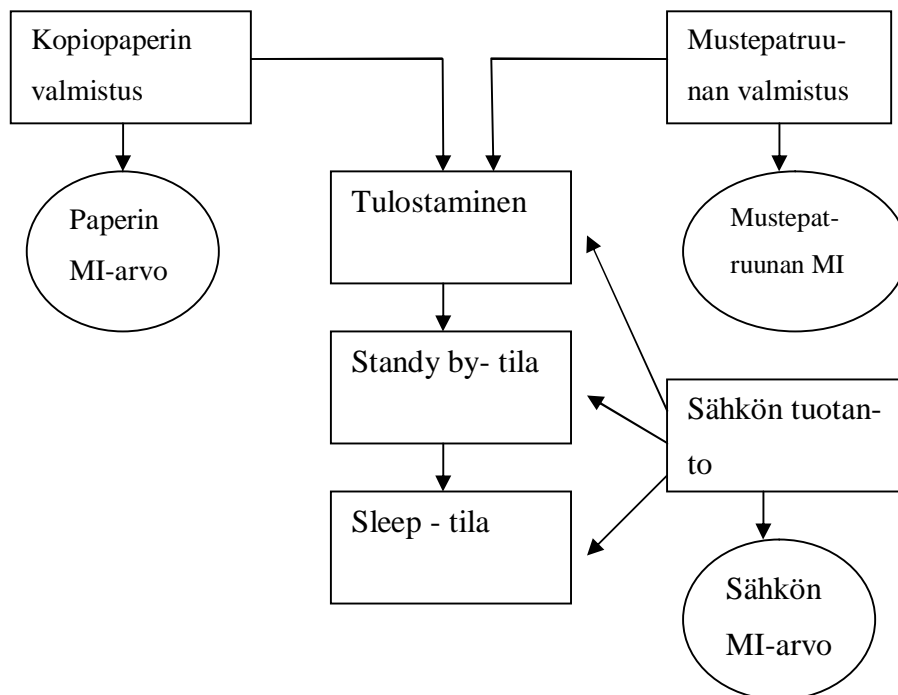 Kopiopaperin
valmistus
Mustepatruu-
nan valmistus
Paperin
MI-arvo
Tulostaminen
Mustepat-
ruunan MI
Standy by- tila
Sähkön tuotan-
to
Sleep - tila
Sähkön
MI-arvo